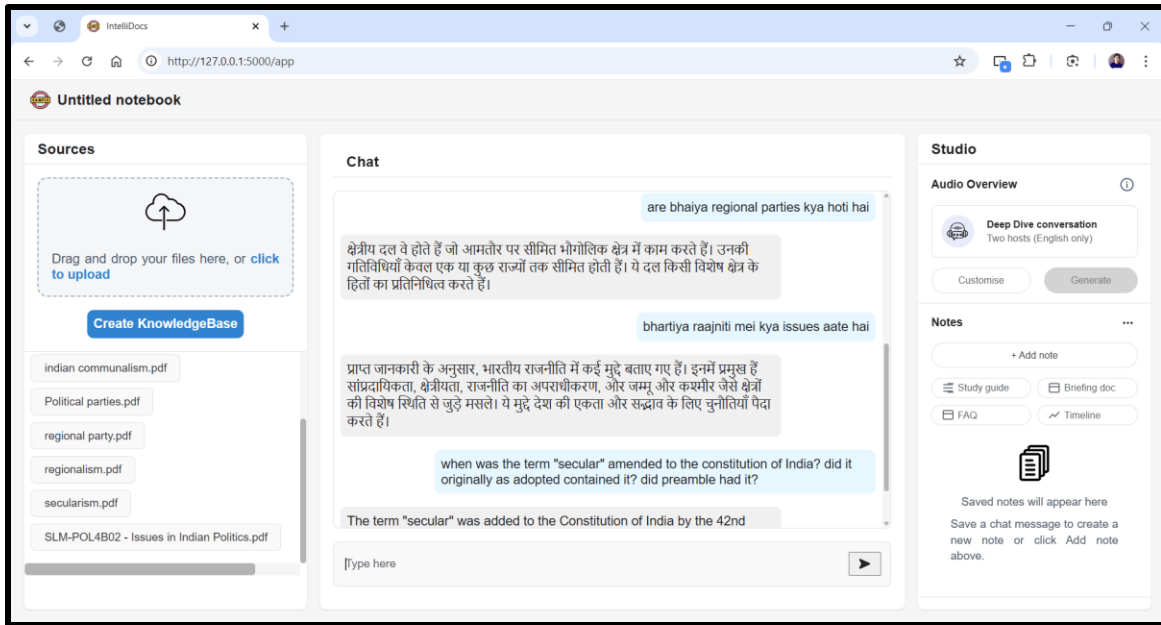 IntelliDocs
http://127.0.0.1:5000/app
Untitled notebook
Sources
Drag and drop your files here, or click
to upload
Create KnowledgeBase
indian communalism.pdf
Political parties.pdf
regional party.pdf
regionalism.pdf
secularism.pdf
SLM-POL4B02 - Issues in Indian Politics.pdf
Chat
are bhaiya regional parties kya hoti hai
क्षेत्रीय दल वे होते हैं जो आमतौर पर सीमित भौगोलिक क्षेत्र में काम करते हैं। उनकी
गतिविधियाँ केवल एक या कुछ राज्यों तक सीमित होती हैं। ये दल किसी विशेष क्षेत्र के
हितों का प्रतिनिधित्व करते हैं।
bhartiya raajniti mei kya issues aate hai
प्राप्त जानकारी के अनुसार, भारतीय राजनीति में कई मुद्दे बताए गए हैं। इनमें प्रमुख हैं
सांप्रदायिकता, क्षेत्रीयता, राजनीति का अपराधीकरण, और जम्मू और कश्मीर जैसे क्षेत्रों
की विशेष स्थिति से जुड़े मसले। ये मुद्दे देश की एकता और सद्भाव के लिए चुनौतियाँ पैदा
करते हैं।
when was the term "secular" amended to the constitution of India? did it
originally as adopted contained it? did preamble had it?
The term "secular" was added to the Constitution of India by the 42nd
Type here
Studio
Audio Overview
Deep Dive conversation
Two hosts (English only)
Customise
Generate
Notes
+ Add note
Study guide
Briefing doc
FAQ
Timeline
Saved notes will appear here
Save a chat message to create a
new note or click Add note
above.